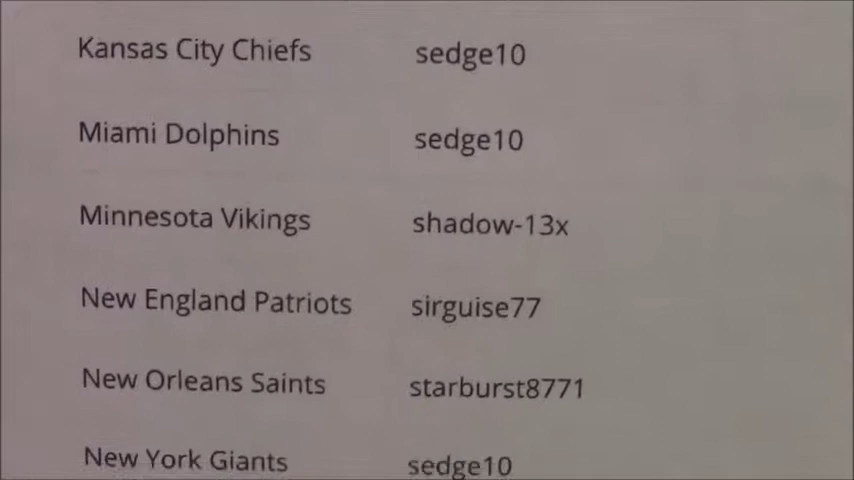 Kansas City Chiefs sedge10
Miami Dolphins sedge10
Minnesota Vikings shadow-13x
New England Patriots sirguise77
New Orleans Saints starburst8771
New York Giants sedge10